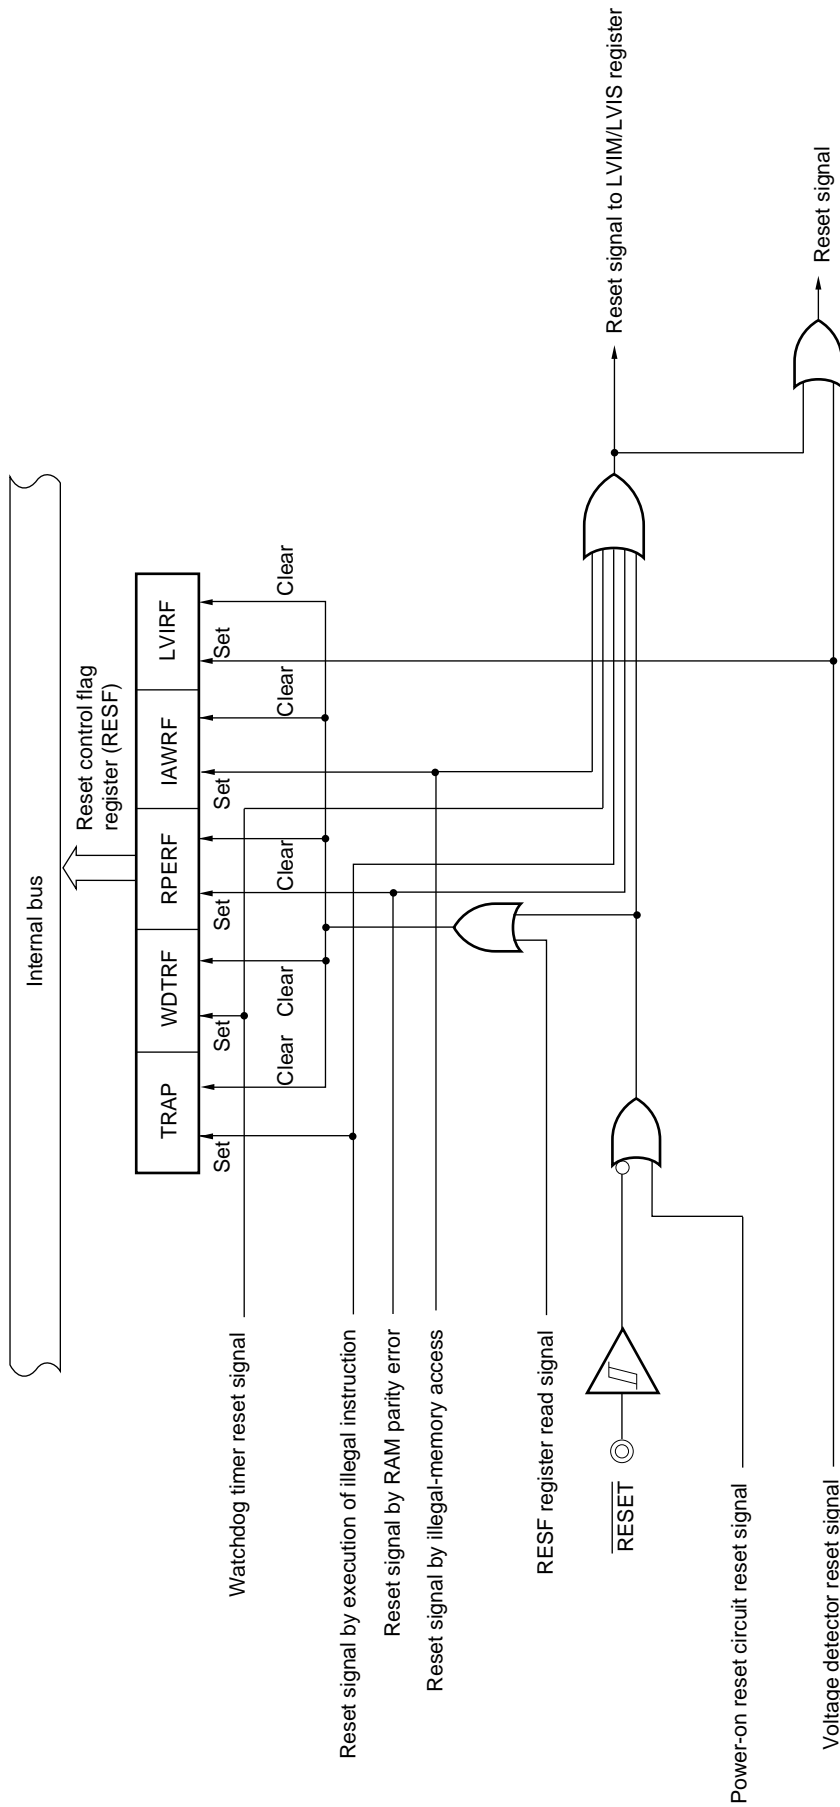 Internal bus
Reset control flag
register (RESF)
TRAP
WDTRF
RPERF
IAWRF
LVIRF
Set
Clear
Set
Clear
Set
Clear
Set
Clear
Set
Clear
Watchdog timer reset signal
Reset signal by execution of illegal instruction
Reset signal by RAM parity error
Reset signal by illegal-memory access
RESF register read signal
RESET
Power-on reset circuit reset signal
Voltage detector reset signal
Reset signal to LVIM/LVIS register
Reset signal